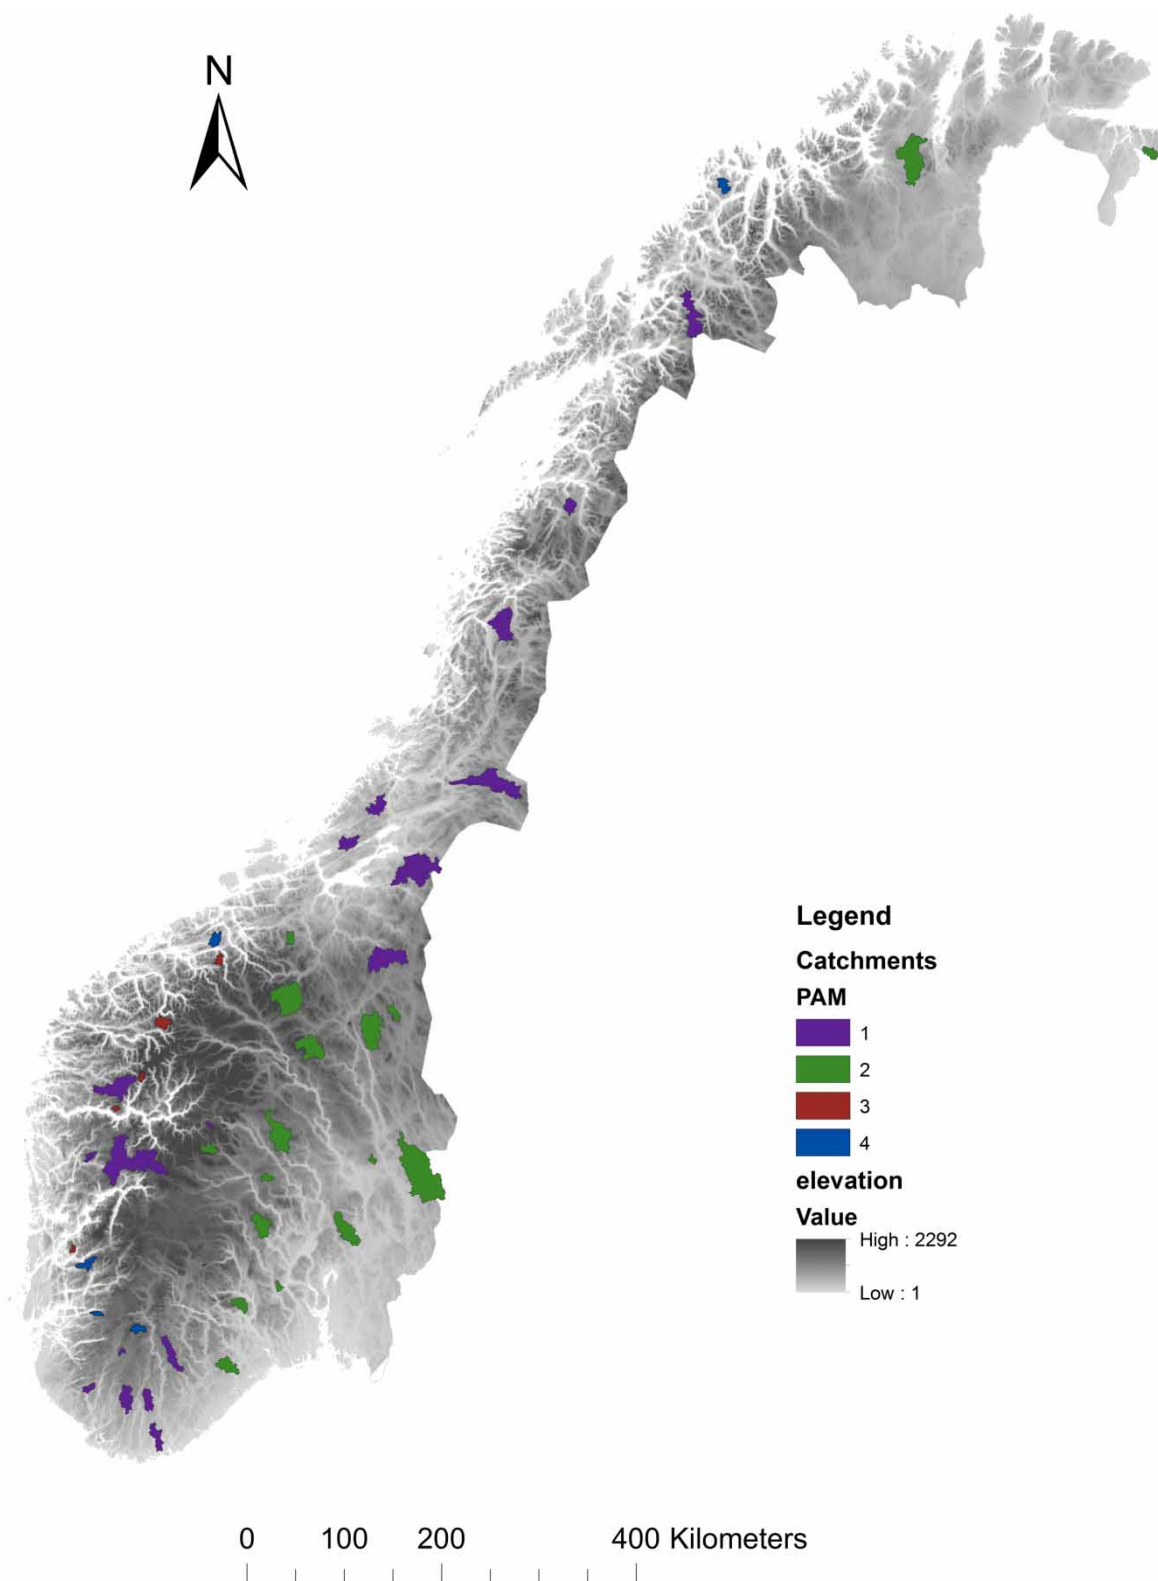 N
Legend
Catchments
PAM
1
2
3
4
elevation
Value
High : 2292
Low : 1
0 100 200 400 Kilometers